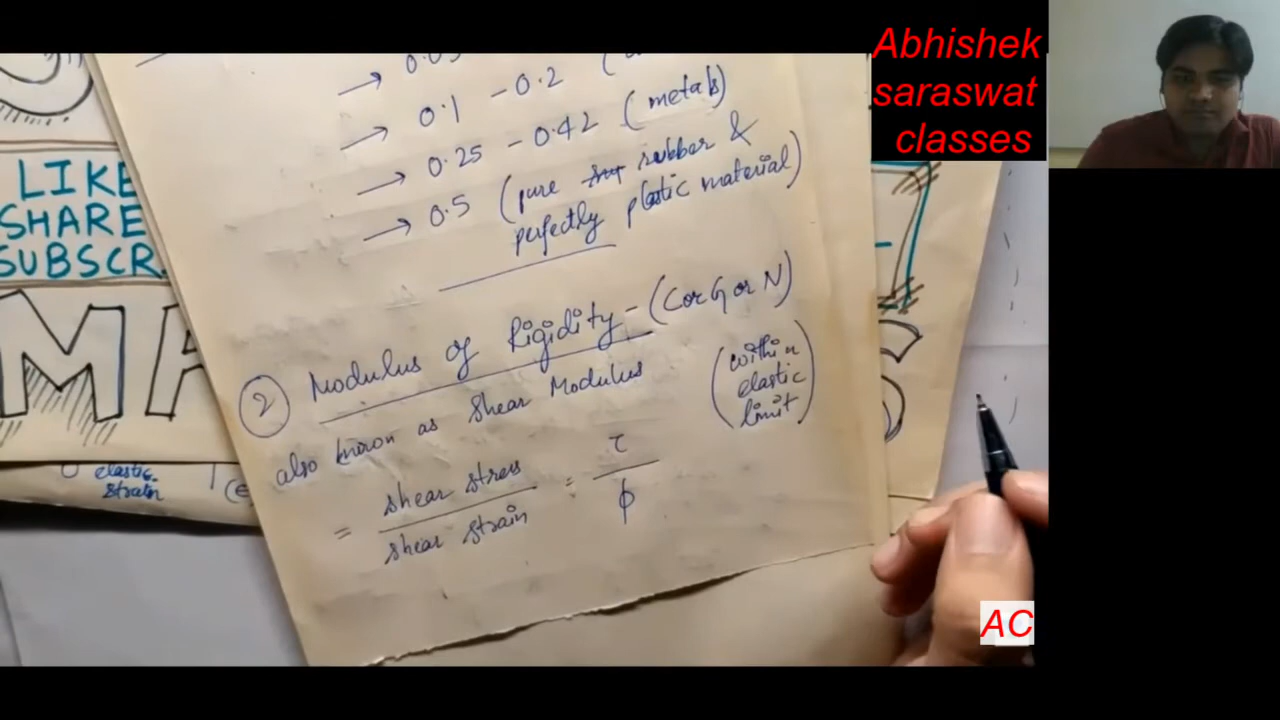 Abhishek
saraswat
classes
→ 0.1 - 0.2
→ 0.25 - 0.42 (metals)
→ 0.5 (pure rubber &
perfectly plastic material)
② Modulus of Rigidity - (C or G or N)
also known as Shear Modulus
(within
elastic
limit)
= shear stress / shear strain = τ / φ
LIKE
SHARE
SUBSCR
MA
elastic
strain
AC